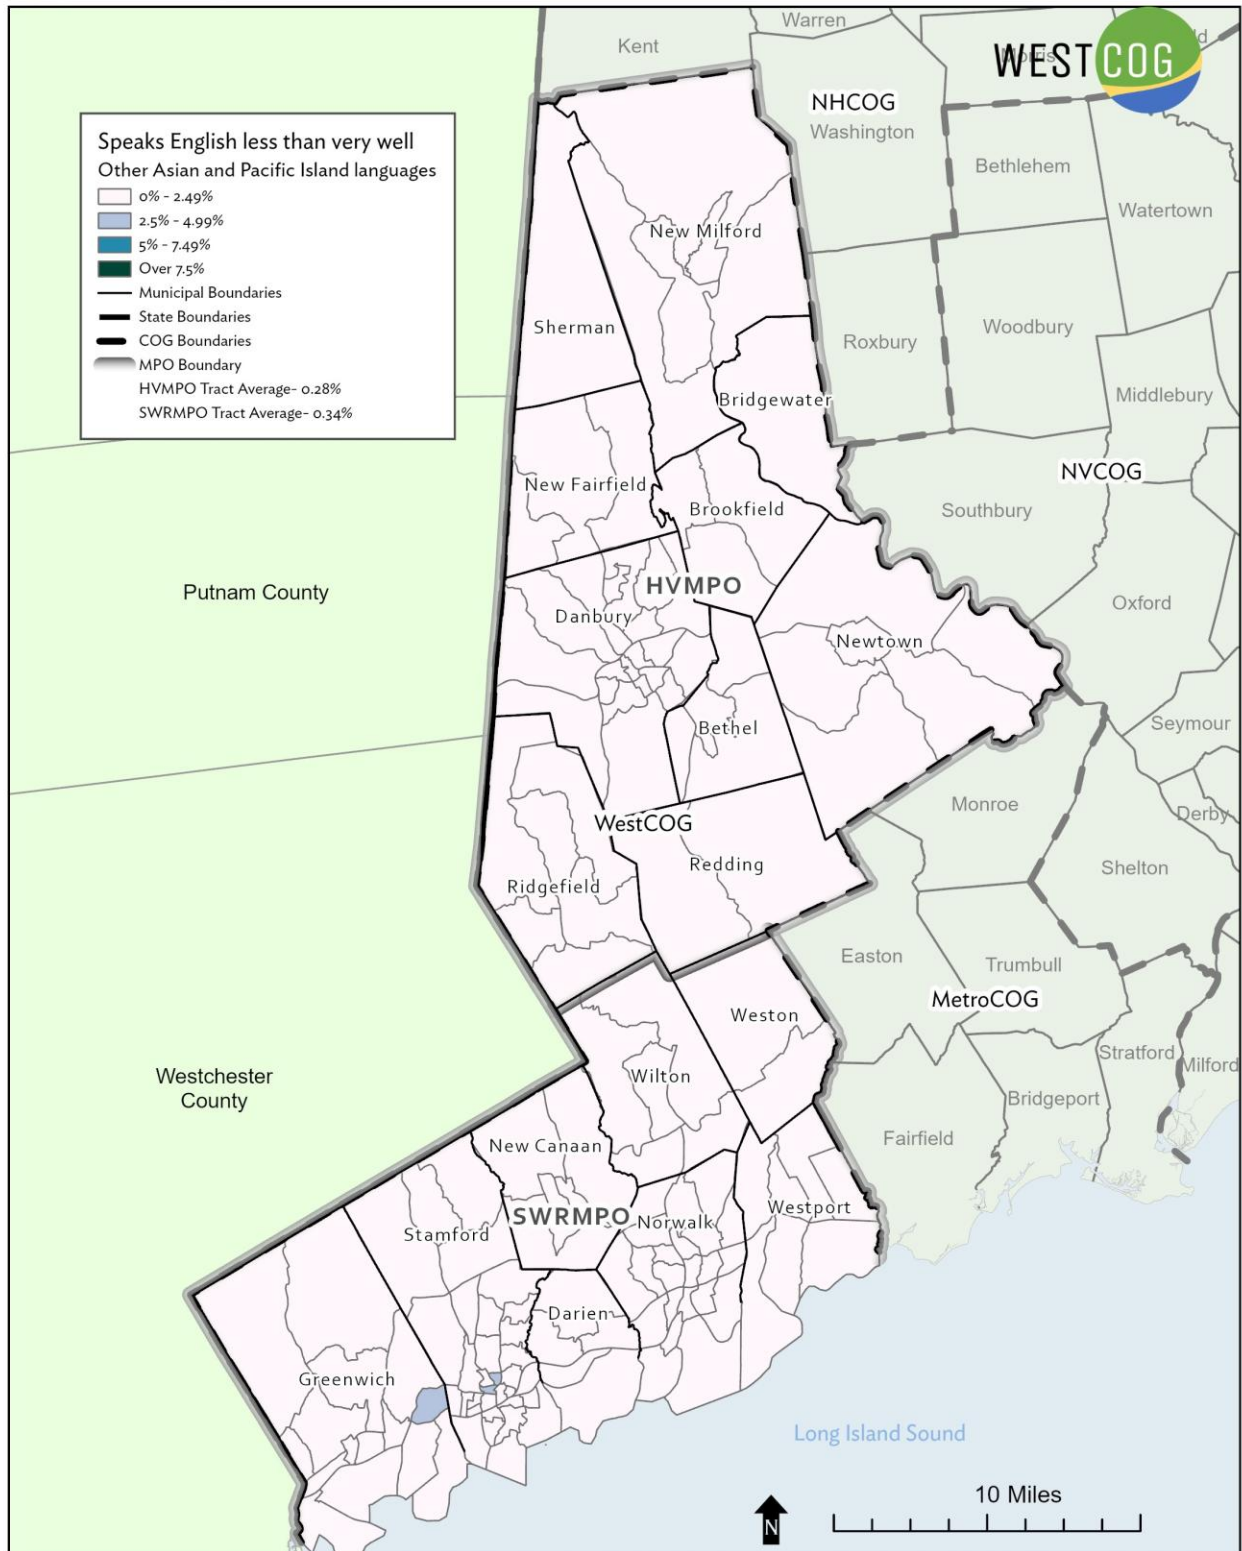 Kent
Warren
Morris
ld
WESTCOG
NHCOG
Washington
Bethlehem
Watertown
Speaks English less than very well
Other Asian and Pacific Island languages
0% - 2.49%
2.5% - 4.99%
5% - 7.49%
Over 7.5%
Municipal Boundaries
State Boundaries
COG Boundaries
MPO Boundary
HVMPO Tract Average- 0.28%
SWRMPO Tract Average- 0.34%
New Milford
Sherman
Roxbury
Woodbury
Bridgewater
Middlebury
NVCOG
New Fairfield
Brookfield
Southbury
Putnam County
HVMPO
Danbury
Oxford
Newtown
Bethel
Seymour
Monroe
Derby
WestCOG
Redding
Shelton
Ridgefield
Easton
Trumbull
MetroCOG
Weston
Stratford
Milford
Westchester
County
Wilton
Bridgeport
Fairfield
New Canaan
SWRMPO
Norwalk
Westport
Stamford
Darien
Greenwich
Long Island Sound
10 Miles
N